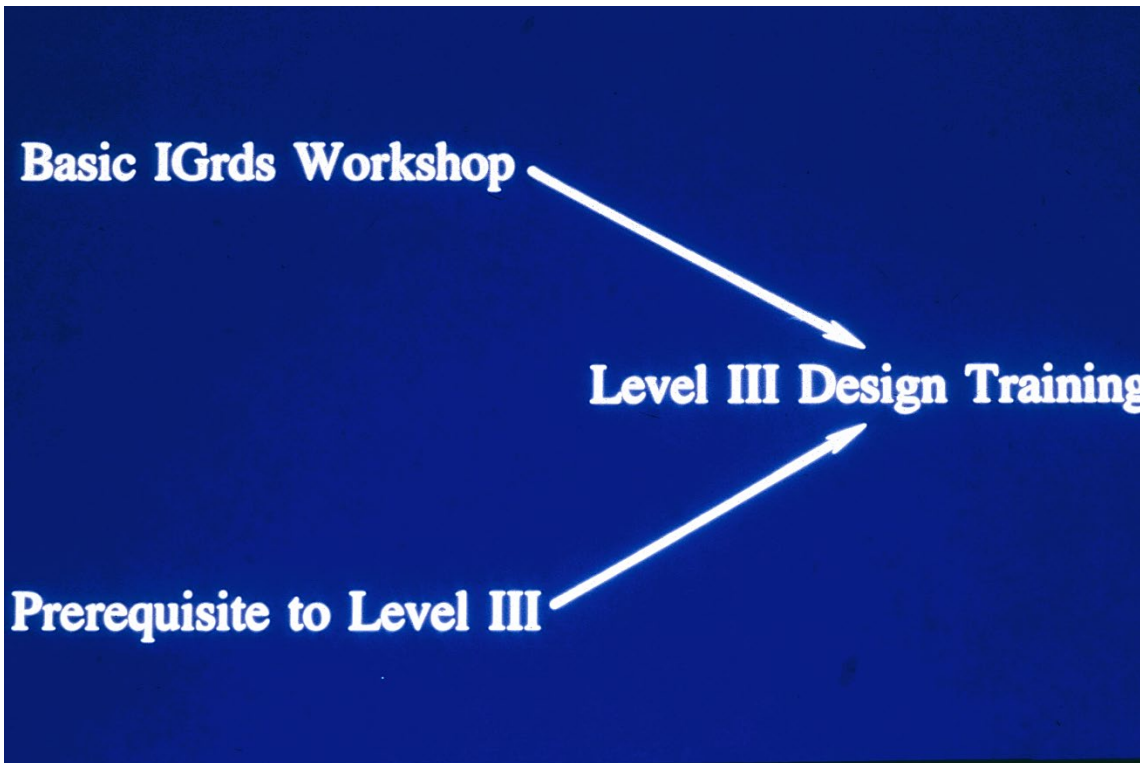 Basic IGrds Workshop
Level III Design Training
Prerequisite to Level III